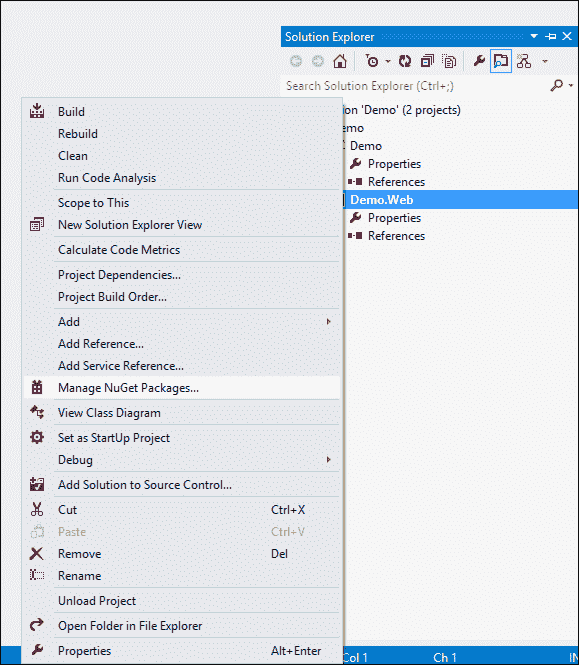 Solution Explorer
Search Solution Explorer (Ctrl+;)
ion 'Demo' (2 projects)
emo
Demo
Properties
References
Demo.Web
Properties
References
Build
Rebuild
Clean
Run Code Analysis
Scope to This
New Solution Explorer View
Calculate Code Metrics
Project Dependencies...
Project Build Order...
Add
Add Reference...
Add Service Reference...
Manage NuGet Packages...
View Class Diagram
Set as StartUp Project
Debug
Add Solution to Source Control...
Cut Ctrl+X
Paste Ctrl+V
Remove Del
Rename
Unload Project
Open Folder in File Explorer
Properties Alt+Enter
Col 1 Ch 1 IN